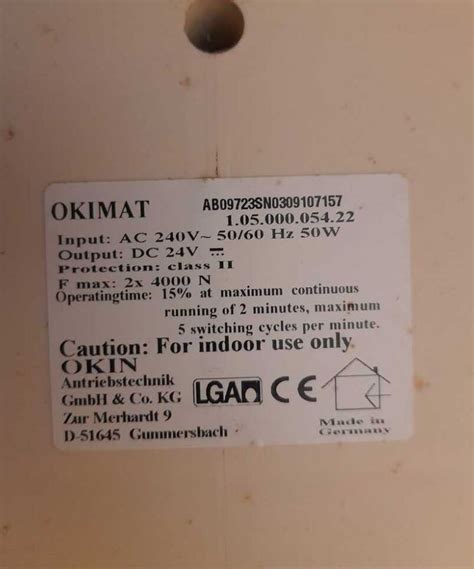 OKIMAT
AB09723SN0309107157
1.05.000.054.22
Input: AC 240V~ 50/60 Hz 50W
Output: DC 24V ⎓
Protection: class II
F max: 2x 4000 N
Operatingtime: 15% at maximum continuous
running of 2 minutes, maximum
5 switching cycles per minute.
Caution: For indoor use only
OKIN
Antriebstechnik
GmbH & Co. KG
Zur Merhardt 9
D-51645 Gummersbach
LGA
CE
Made in
Germany